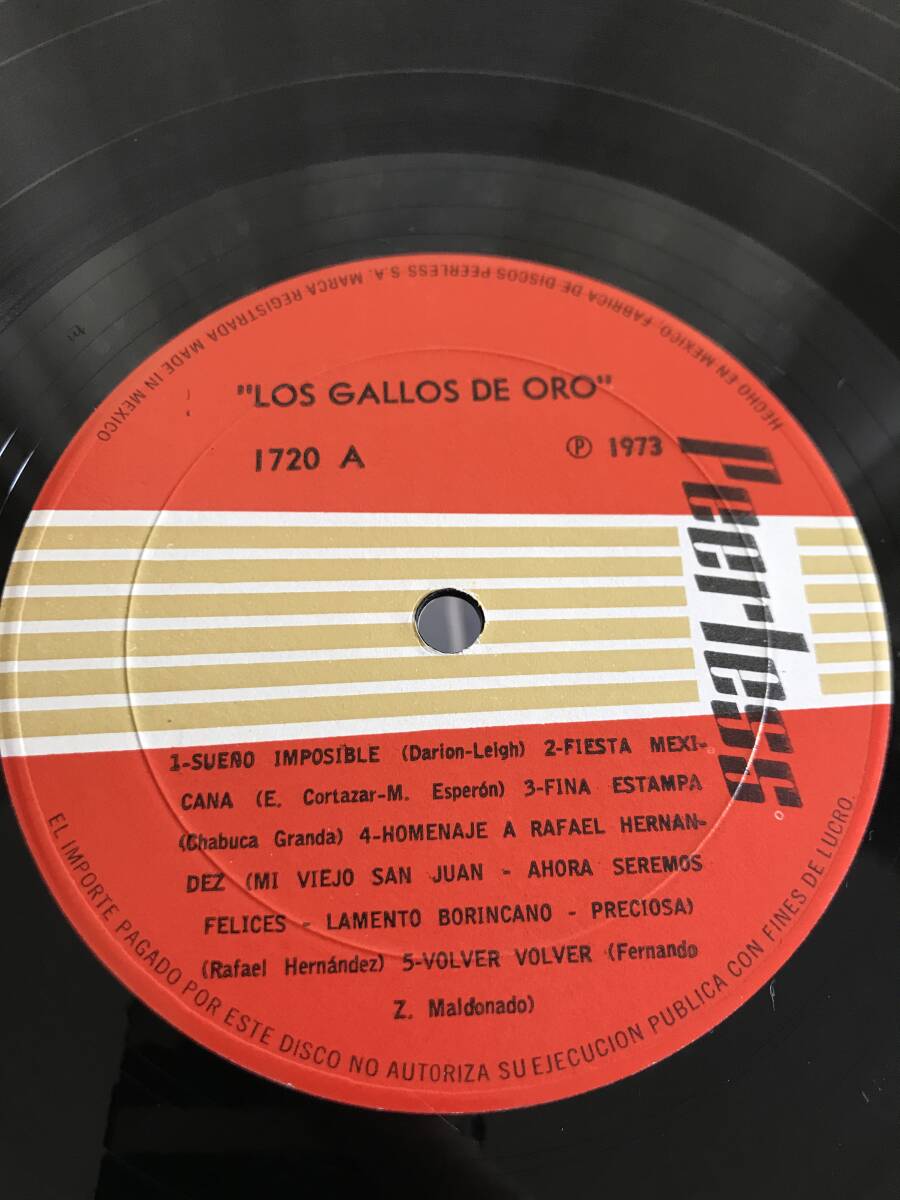 HECHO EN MEXICO. FABRICA DE DISCOS PEERLESS S.A. MARCA REGISTRADA MADE IN MEXICO
"LOS GALLOS DE ORO"
1720 A
Ⓟ 1973
Peerless
1-SUEÑO IMPOSIBLE (Darion-Leigh) 2-FIESTA MEXI-
CANA (E. Cortazar-M. Esperón) 3-FINA ESTAMPA
(Chabuca Granda) 4-HOMENAJE A RAFAEL HERNAN-
DEZ (MI VIEJO SAN JUAN - AHORA SEREMOS
FELICES - LAMENTO BORINCANO - PRECIOSA)
(Rafael Hernández) 5-VOLVER VOLVER (Fernando
Z. Maldonado)
EL IMPORTE PAGADO POR ESTE DISCO NO AUTORIZA SU EJECUCION PUBLICA CON FINES DE LUCRO.